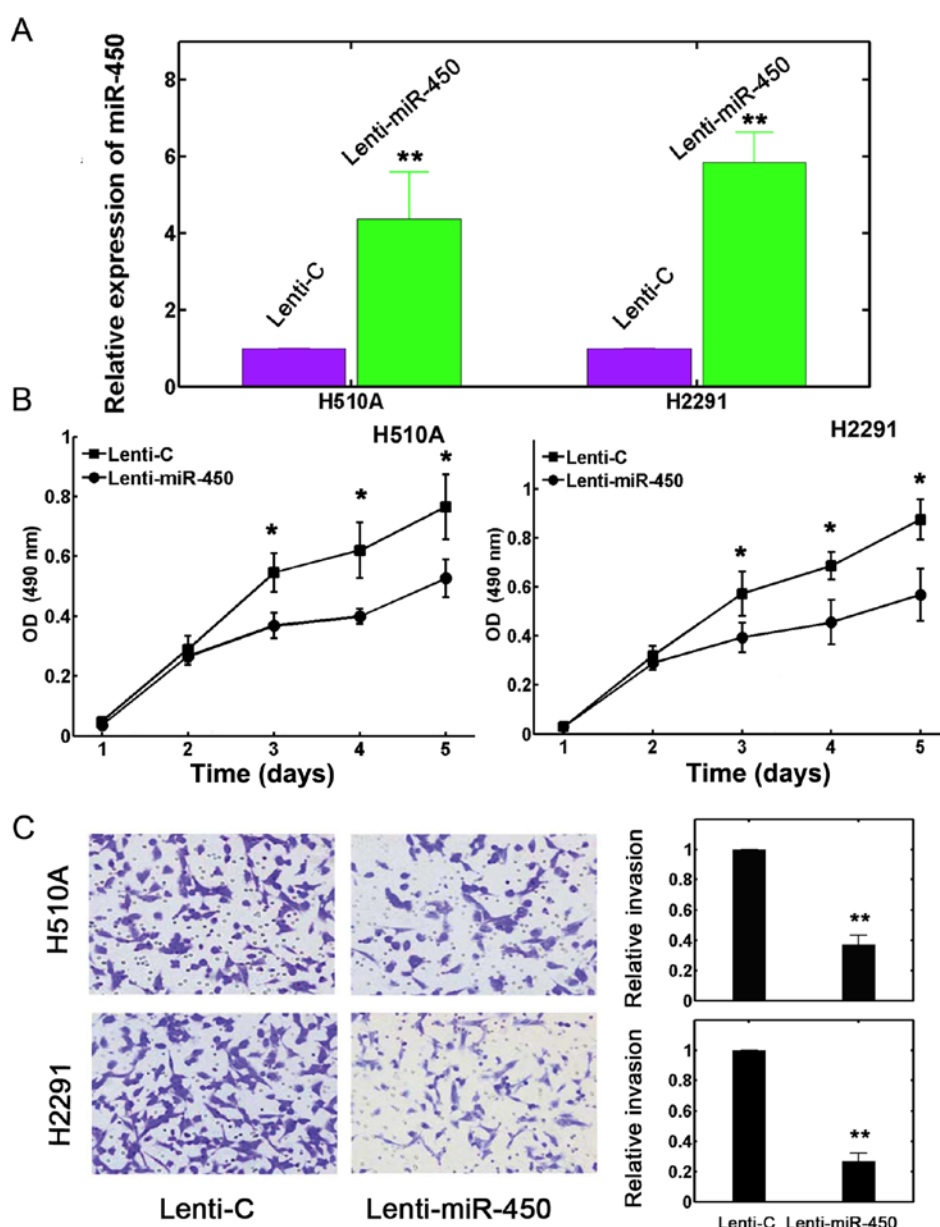 A
Relative expression of miR-450
8
6
4
2
0
Lenti-C
Lenti-miR-450
**
Lenti-C
Lenti-miR-450
**
H510A
H2291
B
H510A
Lenti-C
Lenti-miR-450
OD (490 nm)
1
0.8
0.6
0.4
0.2
0
*
*
*
1 2 3 4 5
Time (days)
H2291
Lenti-C
Lenti-miR-450
OD (490 nm)
1
0.8
0.6
0.4
0.2
0
*
*
*
1 2 3 4 5
Time (days)
C
H510A
H2291
Lenti-C
Lenti-miR-450
Relative invasion
1
0.8
0.6
0.4
0.2
0
**
Relative invasion
1
0.8
0.6
0.4
0.2
0
**
Lenti-C Lenti-miR-450